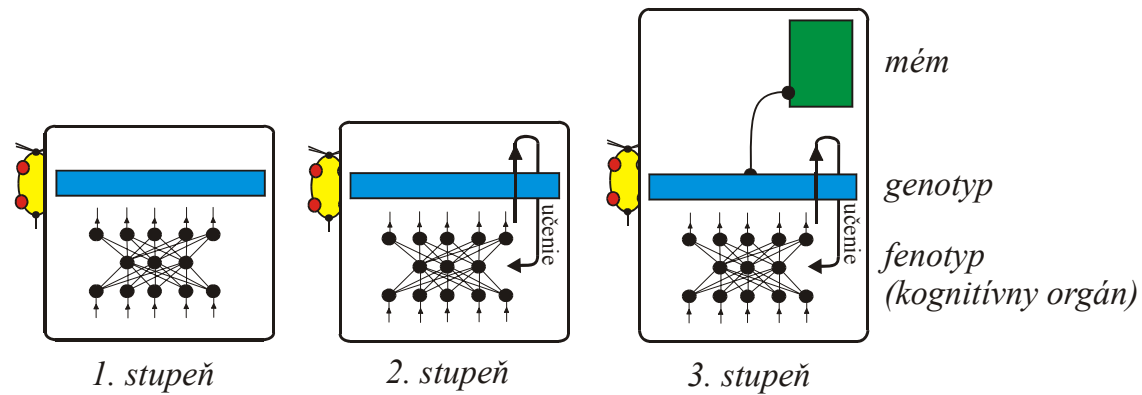 mém
genotyp
učenie
učenie
fenotyp
(kognitívny orgán)
1. stupeň
2. stupeň
3. stupeň